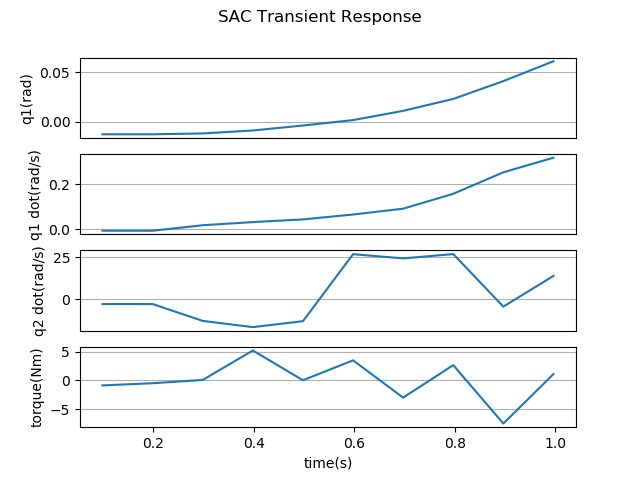 SAC Transient Response
q1(rad)
0.05
0.00
q1 dot(rad/s)
0.2
0.0
q2 dot(rad/s)
25
0
torque(Nm)
5
0
−5
0.2 0.4 0.6 0.8 1.0
time(s)